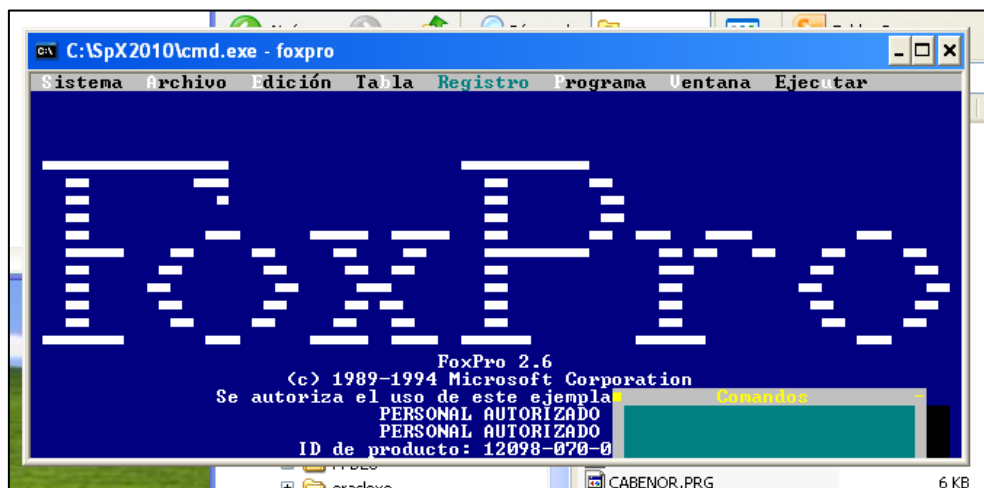 C:\SpX2010\cmd.exe - foxpro
Sistema Archivo Edición Tabla Registro Programa Ventana Ejecutar
FoxPro
FoxPro 2.6
(c) 1989-1994 Microsoft Corporation
Se autoriza el uso de este ejempla
Comandos
PERSONAL AUTORIZADO
PERSONAL AUTORIZADO
ID de producto: 12098-070-0
CABENOR.PRG 6 KB